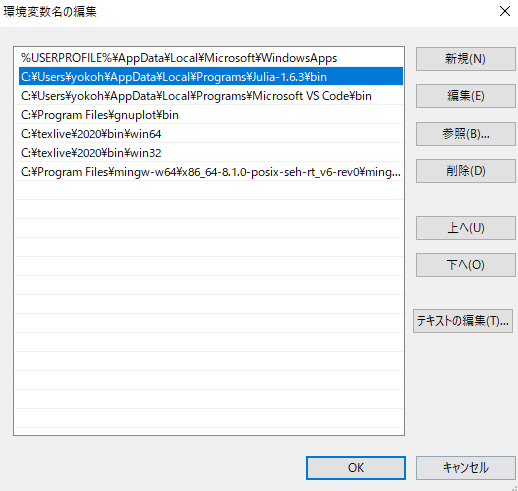 環境変数名の編集
%USERPROFILE%¥AppData¥Local¥Microsoft¥WindowsApps
C:¥Users¥yokoh¥AppData¥Local¥Programs¥Julia-1.6.3¥bin
C:¥Users¥yokoh¥AppData¥Local¥Programs¥Microsoft VS Code¥bin
C:¥Program Files¥gnuplot¥bin
C:¥texlive¥2020¥bin¥win64
C:¥texlive¥2020¥bin¥win32
C:¥Program Files¥mingw-w64¥x86_64-8.1.0-posix-seh-rt_v6-rev0¥ming...
新規(N)
編集(E)
参照(B)...
削除(D)
上へ(U)
下へ(O)
テキストの編集(T)...
OK
キャンセル